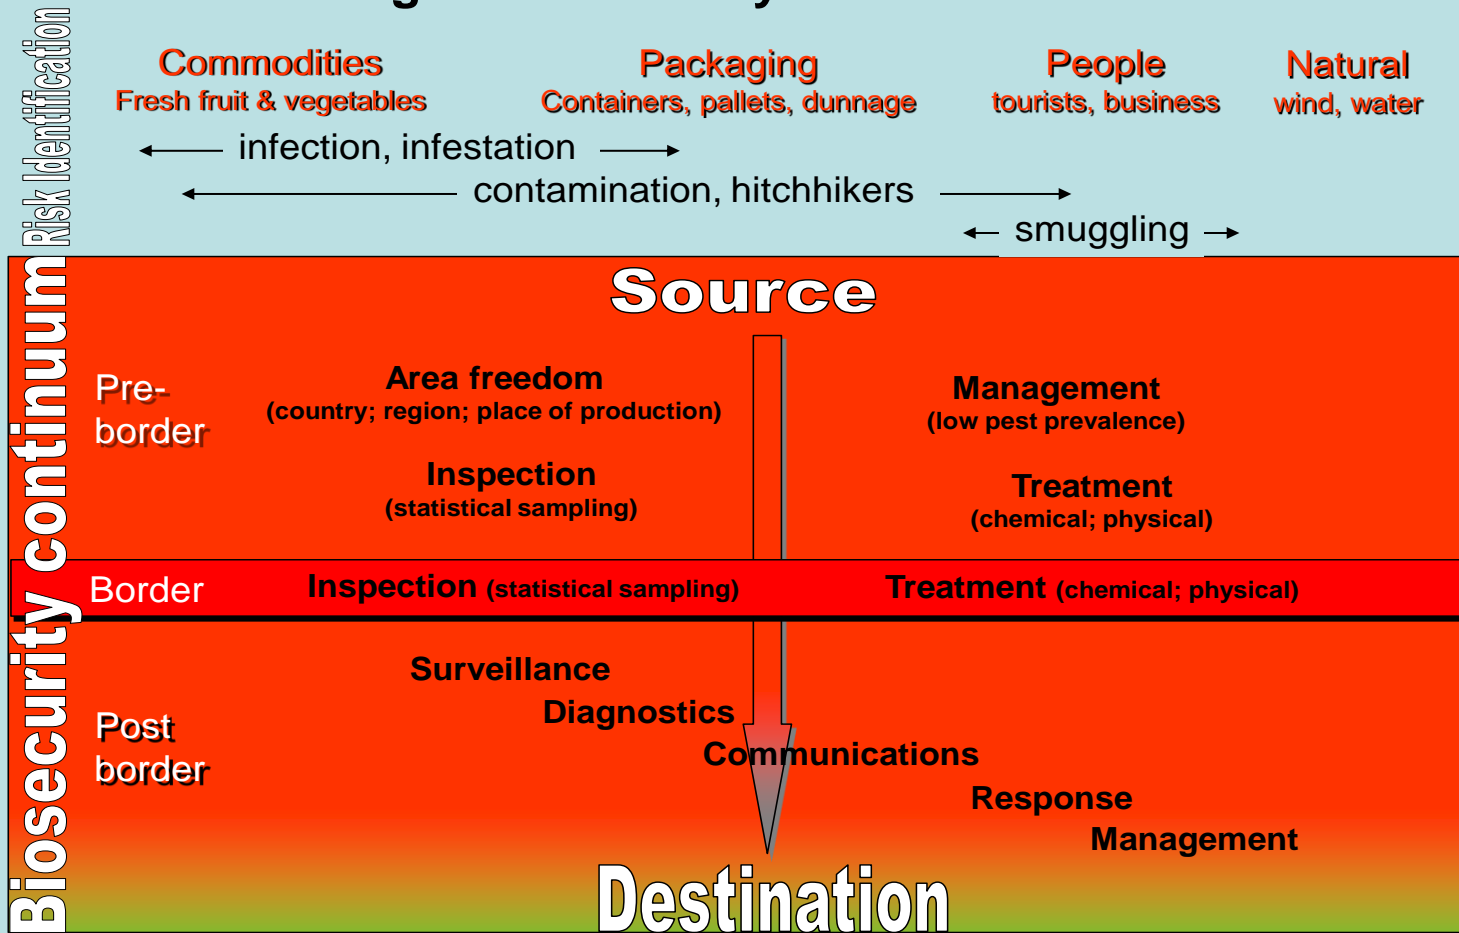 Risk Identification
Commodities
Fresh fruit & vegetables
Packaging
Containers, pallets, dunnage
People
tourists, business
Natural
wind, water
infection, infestation
contamination, hitchhikers
smuggling
Biosecurity continuum
Source
Pre-
border
Area freedom
(country; region; place of production)
Management
(low pest prevalence)
Inspection
(statistical sampling)
Treatment
(chemical; physical)
Border
Inspection (statistical sampling)
Treatment (chemical; physical)
Post
border
Surveillance
Diagnostics
Communications
Response
Management
Destination